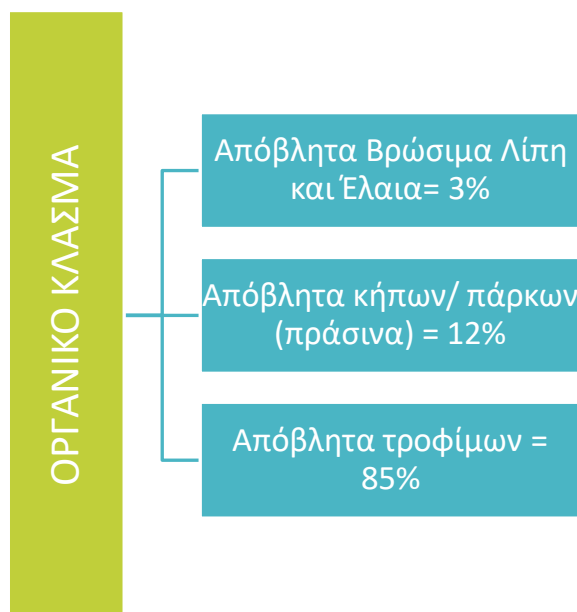 ΟΡΓΑΝΙΚΟ ΚΛΑΣΜΑ
Απόβλητα Βρώσιμα Λίπη
και Έλαια= 3%
Απόβλητα κήπων/ πάρκων
(πράσινα) = 12%
Απόβλητα τροφίμων =
85%